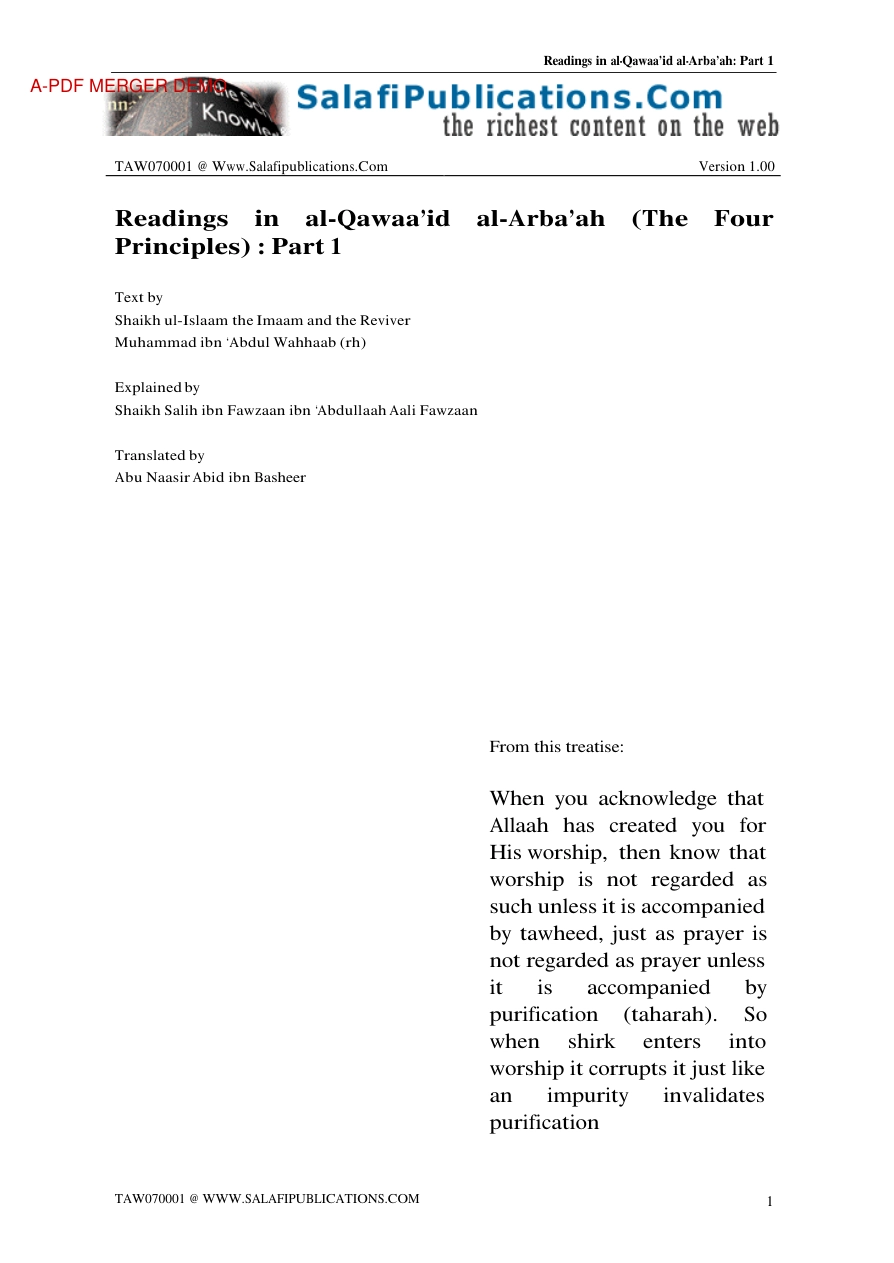 Readings in al-Qawaa’id al-Arba’ah: Part 1
A-PDF MERGER DEMO
Knowle
SalafiPublications.Com
the richest content on the web
TAW070001 @ Www.Salafipublications.Com Version 1.00
Readings in al-Qawaa’id al-Arba’ah (The Four
Principles) : Part 1
Text by
Shaikh ul-Islaam the Imaam and the Reviver
Muhammad ibn ‘Abdul Wahhaab (rh)
Explained by
Shaikh Salih ibn Fawzaan ibn ‘Abdullaah Aali Fawzaan
Translated by
Abu Naasir Abid ibn Basheer
From this treatise:
When you acknowledge that
Allaah has created you for
His worship, then know that
worship is not regarded as
such unless it is accompanied
by tawheed, just as prayer is
not regarded as prayer unless
it is accompanied by
purification (taharah). So
when shirk enters into
worship it corrupts it just like
an impurity invalidates
purification
TAW070001 @ WWW.SALAFIPUBLICATIONS.COM 1